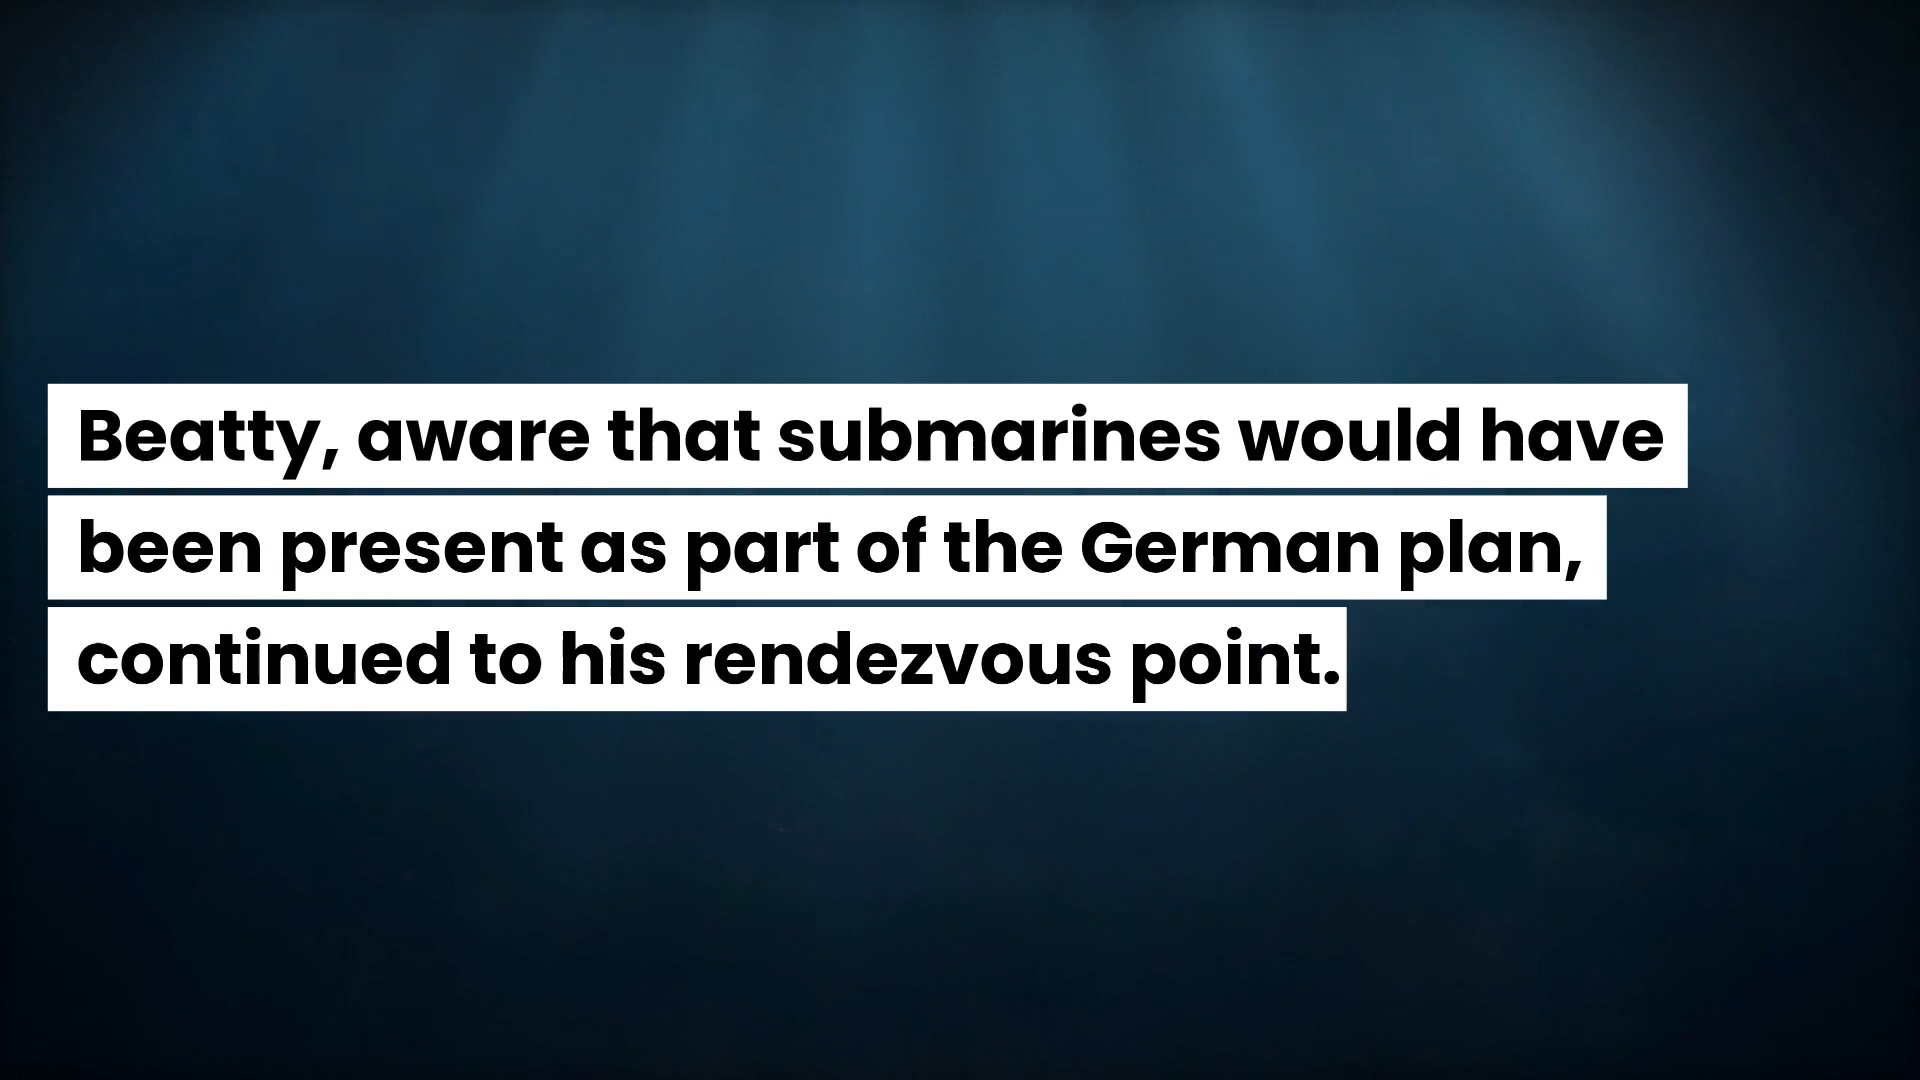 Beatty, aware that submarines would have
been present as part of the German plan,
continued to his rendezvous point.